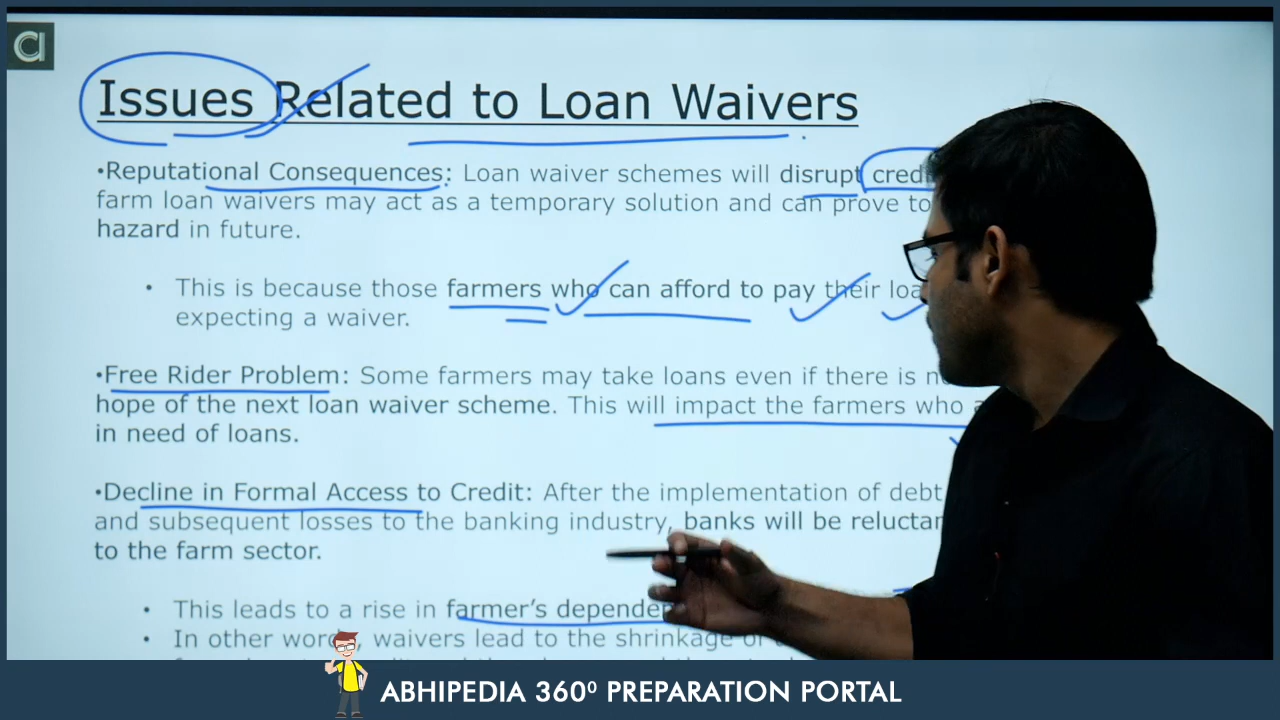 Issues Related to Loan Waivers
•Reputational Consequences: Loan waiver schemes will disrupt
farm loan waivers may act as a temporary solution and can prove to
hazard in future.
• This is because those farmers who can afford to pay their
expecting a waiver.
•Free Rider Problem: Some farmers may take loans even if there is
hope of the next loan waiver scheme. This will impact the farmers who
in need of loans.
•Decline in Formal Access to Credit: After the implementation of debt
and subsequent losses to the banking industry, banks will be
to the farm sector.
• This leads to a rise in farmer's
• In other words, waivers lead to the shrinkage of
ABHIPEDIA 360⁰ PREPARATION PORTAL